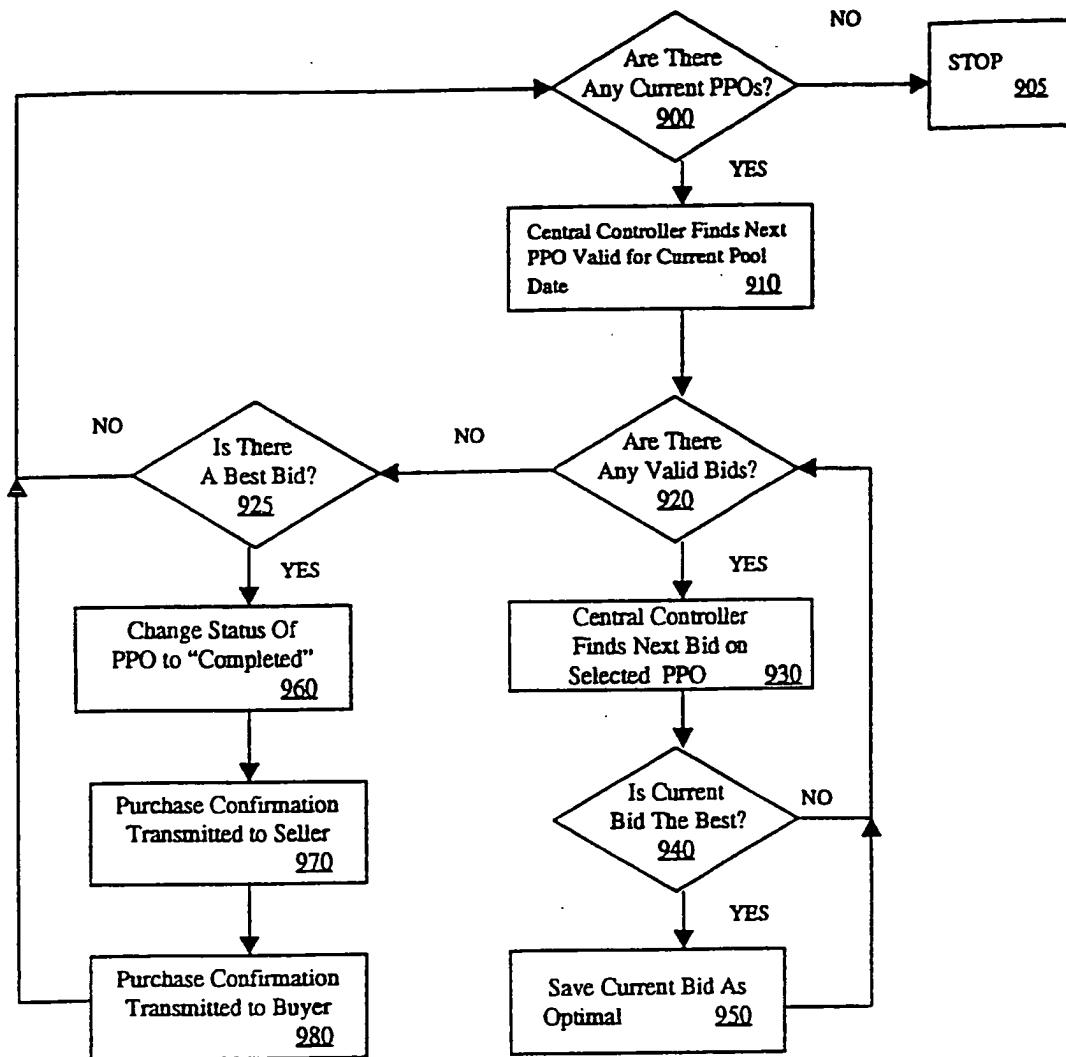 NO
Are There
Any Current PPOs?
900
STOP
905
YES
Central Controller Finds Next
PPO Valid for Current Pool
Date 910
NO
Is There
A Best Bid?
925
NO
Are There
Any Valid Bids?
920
YES
YES
Change Status Of
PPO to "Completed"
960
Central Controller
Finds Next Bid on
Selected PPO 930
Purchase Confirmation
Transmitted to Seller
970
Is Current
Bid The Best?
940
NO
YES
Purchase Confirmation
Transmitted to Buyer
980
Save Current Bid As
Optimal 950